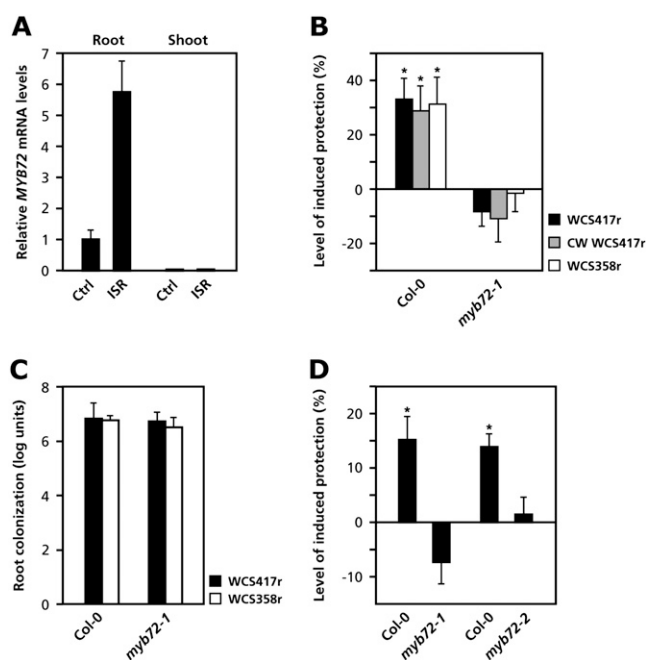 A
Root
Shoot
Relative MYB72 mRNA levels
7
6
5
4
3
2
1
0
Ctrl
ISR
Ctrl
ISR
B
Level of induced protection (%)
40
20
0
-20
* * *
Col-0
myb72-1
WCS417r
CW WCS417r
WCS358r
C
Root colonization (log units)
8
6
4
2
0
Col-0
myb72-1
WCS417r
WCS358r
D
Level of induced protection (%)
20
10
0
-10
* *
Col-0
myb72-1
Col-0
myb72-2